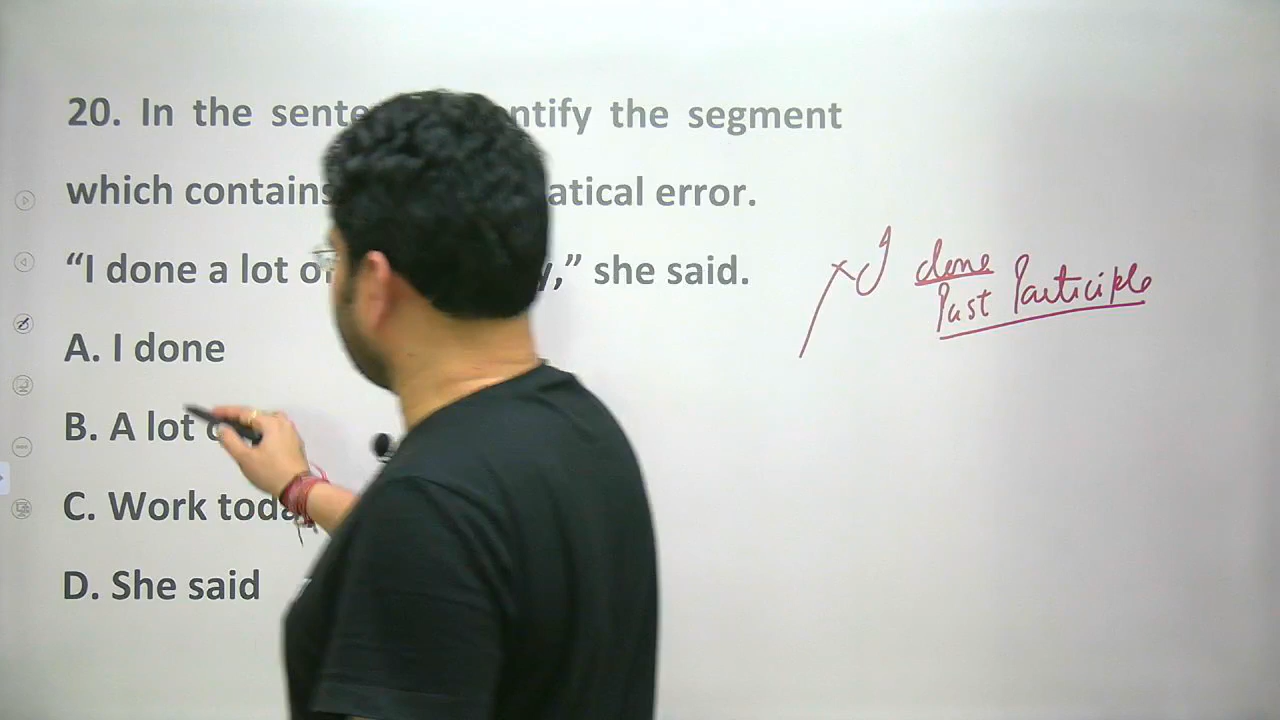 20. In the sente ntify the segment
which contains atical error.
“I done a lot of y,” she said.
A. I done
B. A lot o
C. Work toda
D. She said
I done
Past Participle